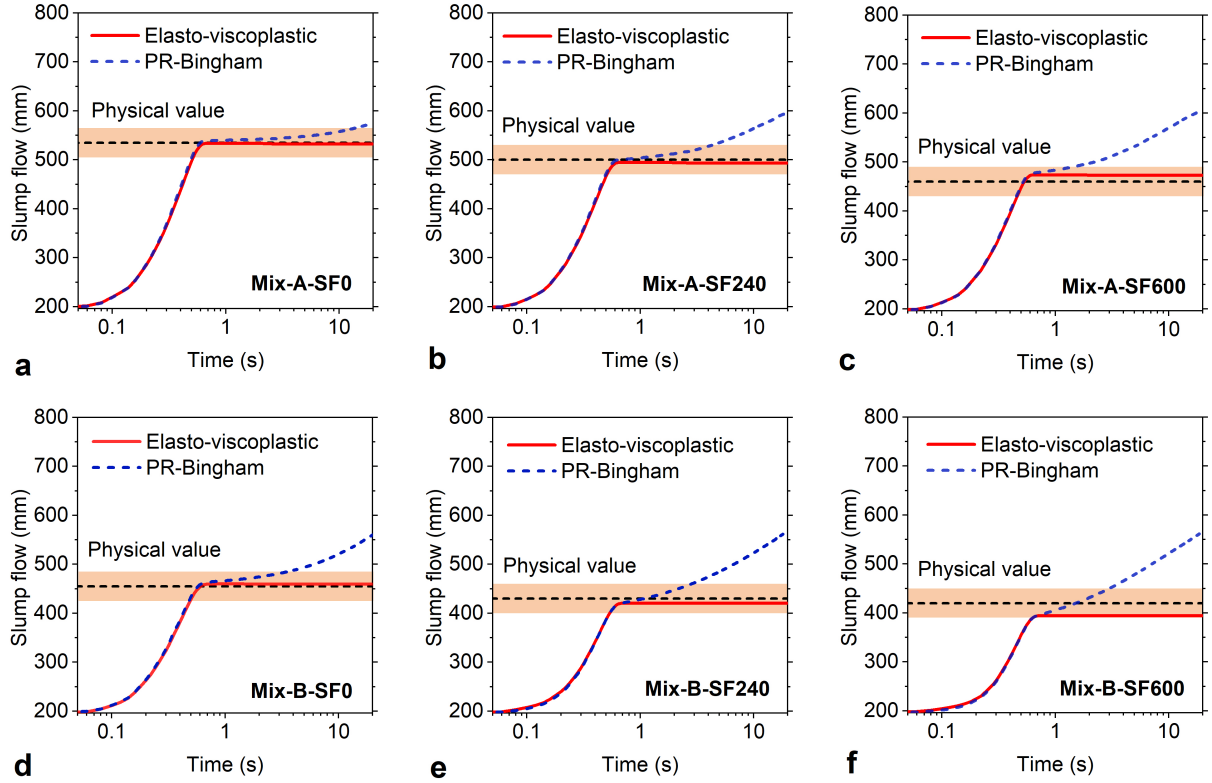 800
700
600
500
400
300
200
Slump flow (mm)
Elasto-viscoplastic
PR-Bingham
Physical value
Mix-A-SF0
0.1
1
10
Time (s)
a
800
700
600
500
400
300
200
Slump flow (mm)
Elasto-viscoplastic
PR-Bingham
Physical value
Mix-A-SF240
0.1
1
10
Time (s)
b
800
700
600
500
400
300
200
Slump flow (mm)
Elasto-viscoplastic
PR-Bingham
Physical value
Mix-A-SF600
0.1
1
10
Time (s)
c
800
700
600
500
400
300
200
Slump flow (mm)
Elasto-viscoplastic
PR-Bingham
Physical value
Mix-B-SF0
0.1
1
10
Time (s)
d
800
700
600
500
400
300
200
Slump flow (mm)
Elasto-viscoplastic
PR-Bingham
Physical value
Mix-B-SF240
0.1
1
10
Time (s)
e
800
700
600
500
400
300
200
Slump flow (mm)
Elasto-viscoplastic
PR-Bingham
Physical value
Mix-B-SF600
0.1
1
10
Time (s)
f